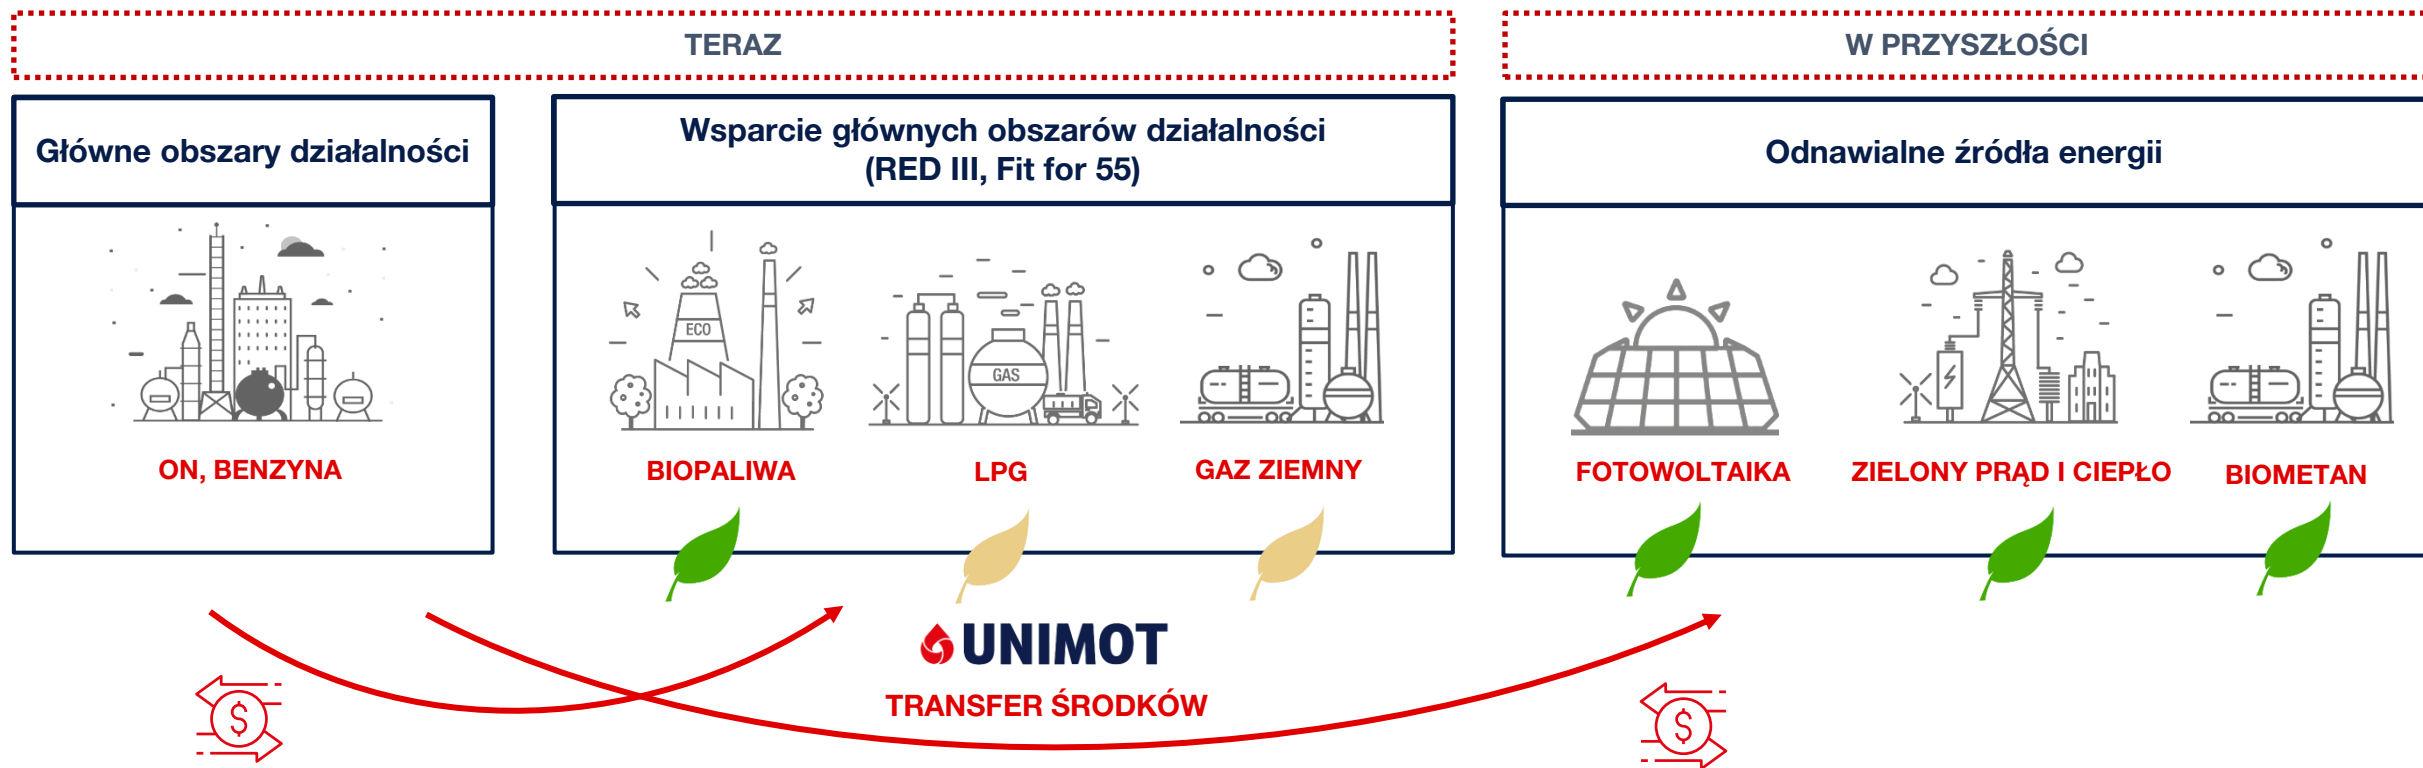 TERAZ
W PRZYSZŁOŚCI
Główne obszary działalności
Wsparcie głównych obszarów działalności
(RED III, Fit for 55)
Odnawialne źródła energii
ECO
GAS
ON, BENZYNA
BIOPALIWA
LPG
GAZ ZIEMNY
FOTOWOLTAIKA
ZIELONY PRĄD I CIEPŁO
BIOMETAN
UNIMOT
TRANSFER ŚRODKÓW
$
$